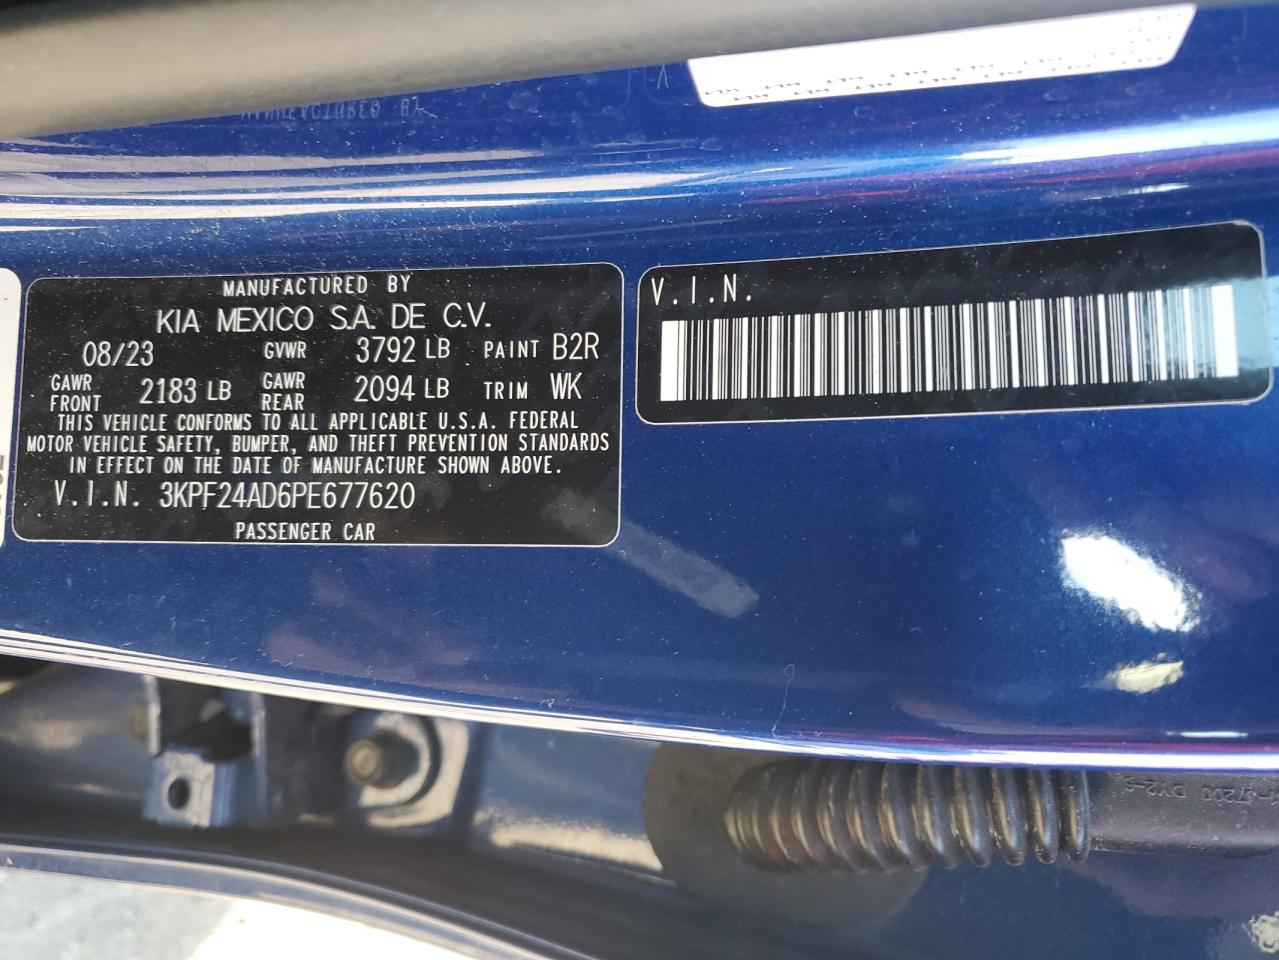 MANUFACTURED BY
KIA MEXICO S.A. DE C.V.
08/23 GVWR 3792 LB PAINT B2R
GAWR FRONT 2183 LB GAWR REAR 2094 LB TRIM WK
THIS VEHICLE CONFORMS TO ALL APPLICABLE U.S.A. FEDERAL
MOTOR VEHICLE SAFETY, BUMPER, AND THEFT PREVENTION STANDARDS
IN EFFECT ON THE DATE OF MANUFACTURE SHOWN ABOVE.
V.I.N. 3KPF24AD6PE677620
PASSENGER CAR
V.I.N.